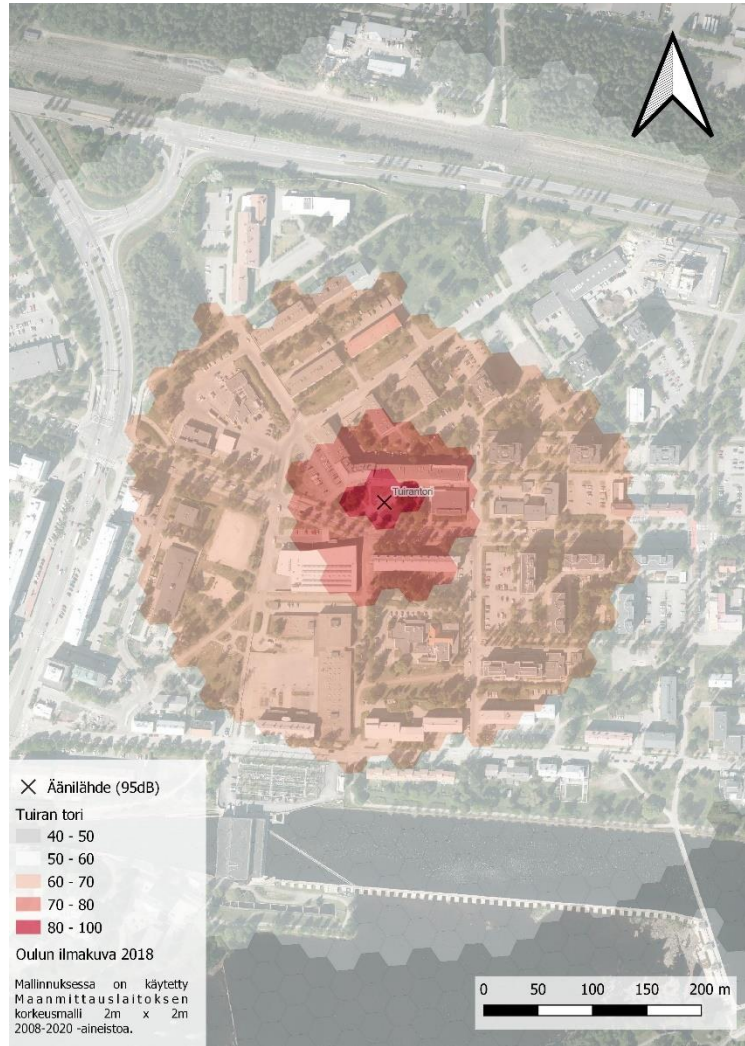 Tuirantori
Äänilähde (95dB)
Tuiran tori
40 - 50
50 - 60
60 - 70
70 - 80
80 - 100
Oulun ilmakuva 2018
Mallinnuksessa on käytetty
Maanmittauslaitoksen
korkeusmalli 2m x 2m
2008-2020 -aineistoa.
0 50 100 150 200 m